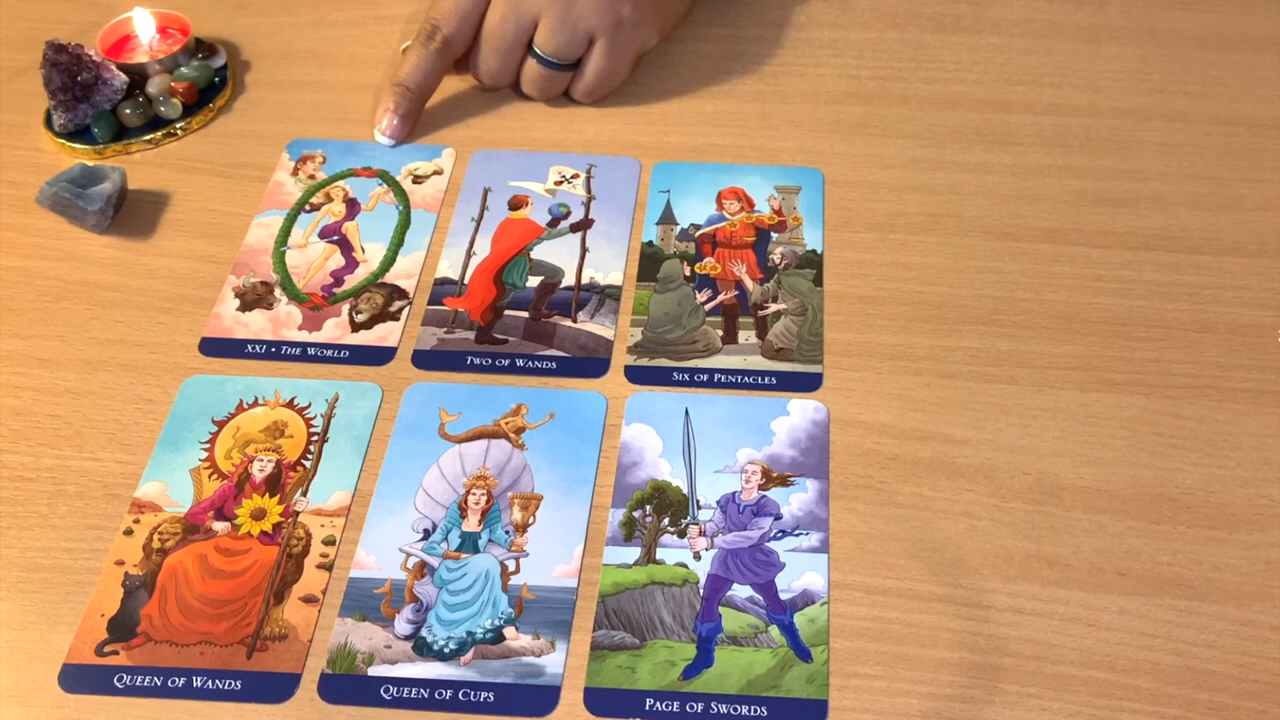 XXI • THE WORLD
TWO OF WANDS
SIX OF PENTACLES
QUEEN OF WANDS
QUEEN OF CUPS
PAGE OF SWORDS